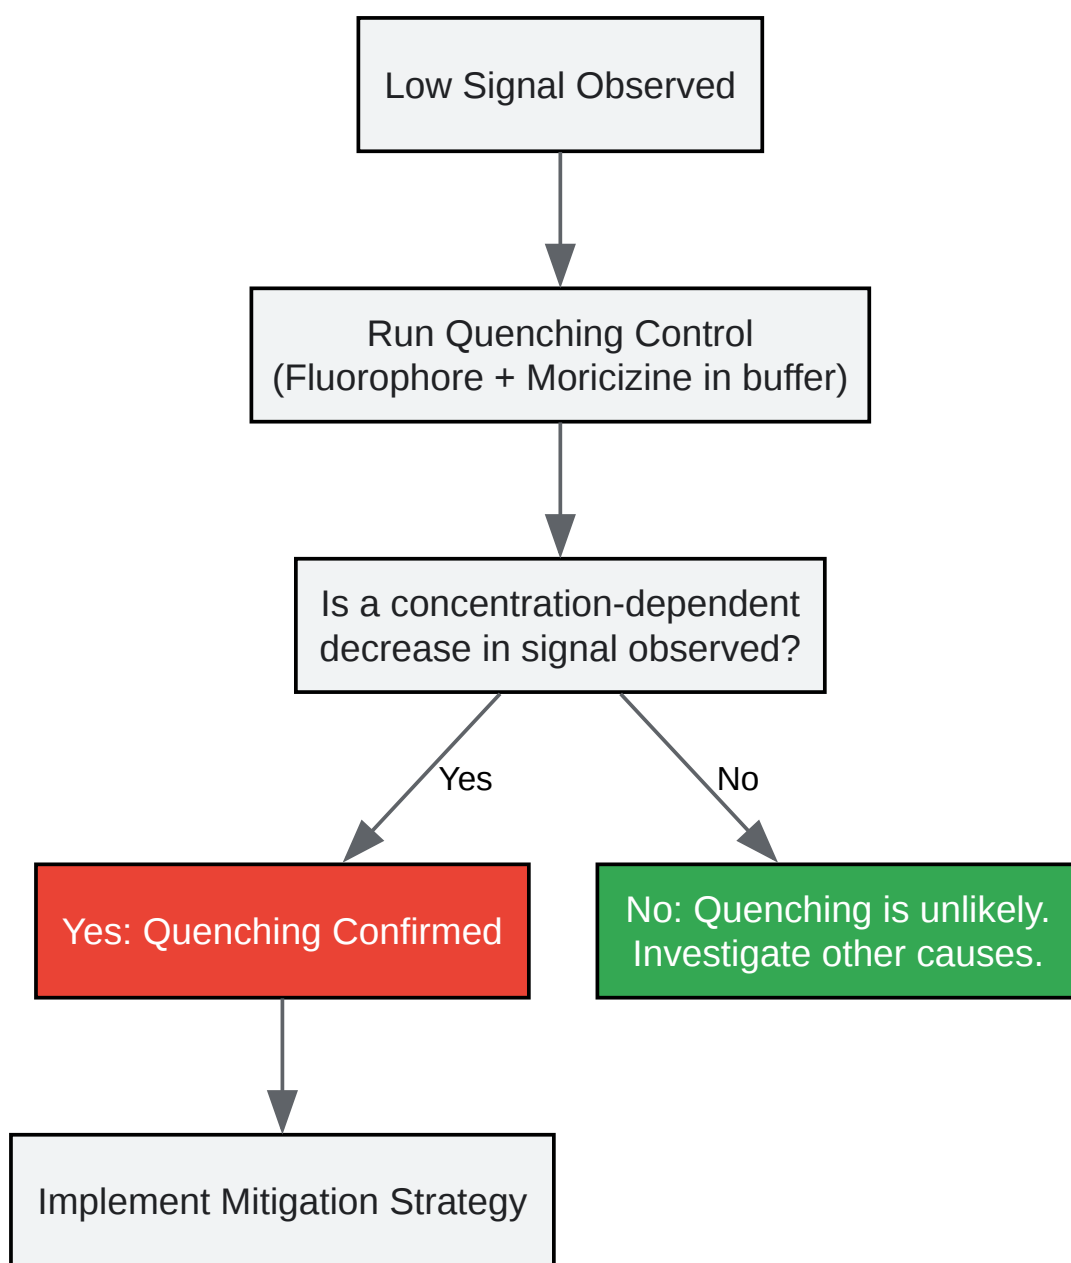 Low Signal Observed
Run Quenching Control
(Fluorophore + Moricizine in buffer)
Is a concentration-dependent
decrease in signal observed?
Yes
No
Yes: Quenching Confirmed
No: Quenching is unlikely.
Investigate other causes.
Implement Mitigation Strategy